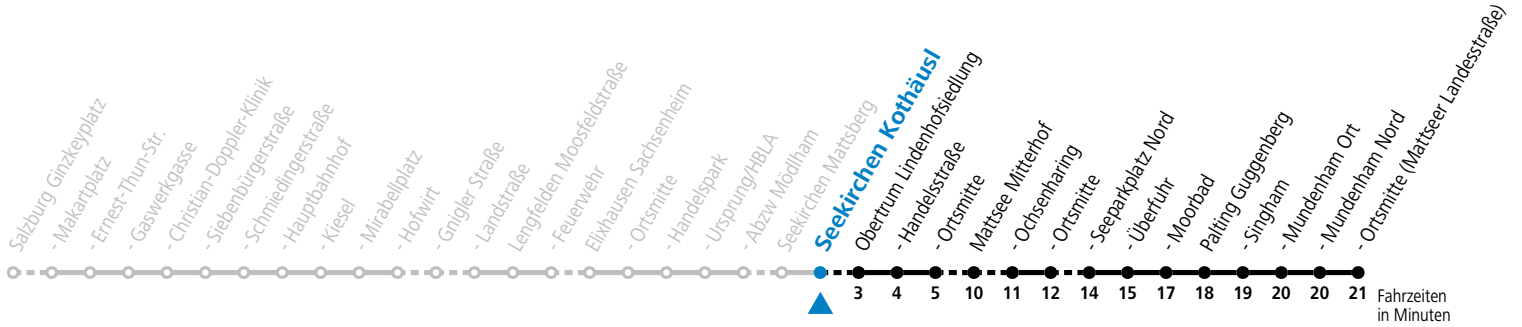 Salzburg Ginzkeyplatz
- Makartplatz
- Ernest-Thun-Str.
- Gaswerkgasse
- Christian-Doppler-Klinik
- Siebenbürgerstraße
- Schmiedingerstraße
- Hauptbahnhof
- Kiesel
- Mirabellplatz
- Hofwirt
- Gnigler Straße
- Landstraße
Lengfelden Moosfeldstraße
- Feuerwehr
Elixhausen Sachsenheim
- Ortsmitte
- Handelspark
- Ursprung/HBLA
- Abzw Mödlham
Seekirchen Mattsberg
Seekirchen Kothäusl
Obertrum Lindenhofsiedlung
- Handelsstraße
- Ortsmitte
Mattsee Mitterhof
- Ochsenharing
- Ortsmitte
- Seeparkplatz Nord
- Überfuhr
- Moorbad
Palting Guggenberg
- Singham
- Mundenham Ort
- Mundenham Nord
- Ortsmitte (Mattseer Landesstraße)
3 4 5 10 11 12 14 15 17 18 19 20 20 21 Fahrzeiten
in Minuten